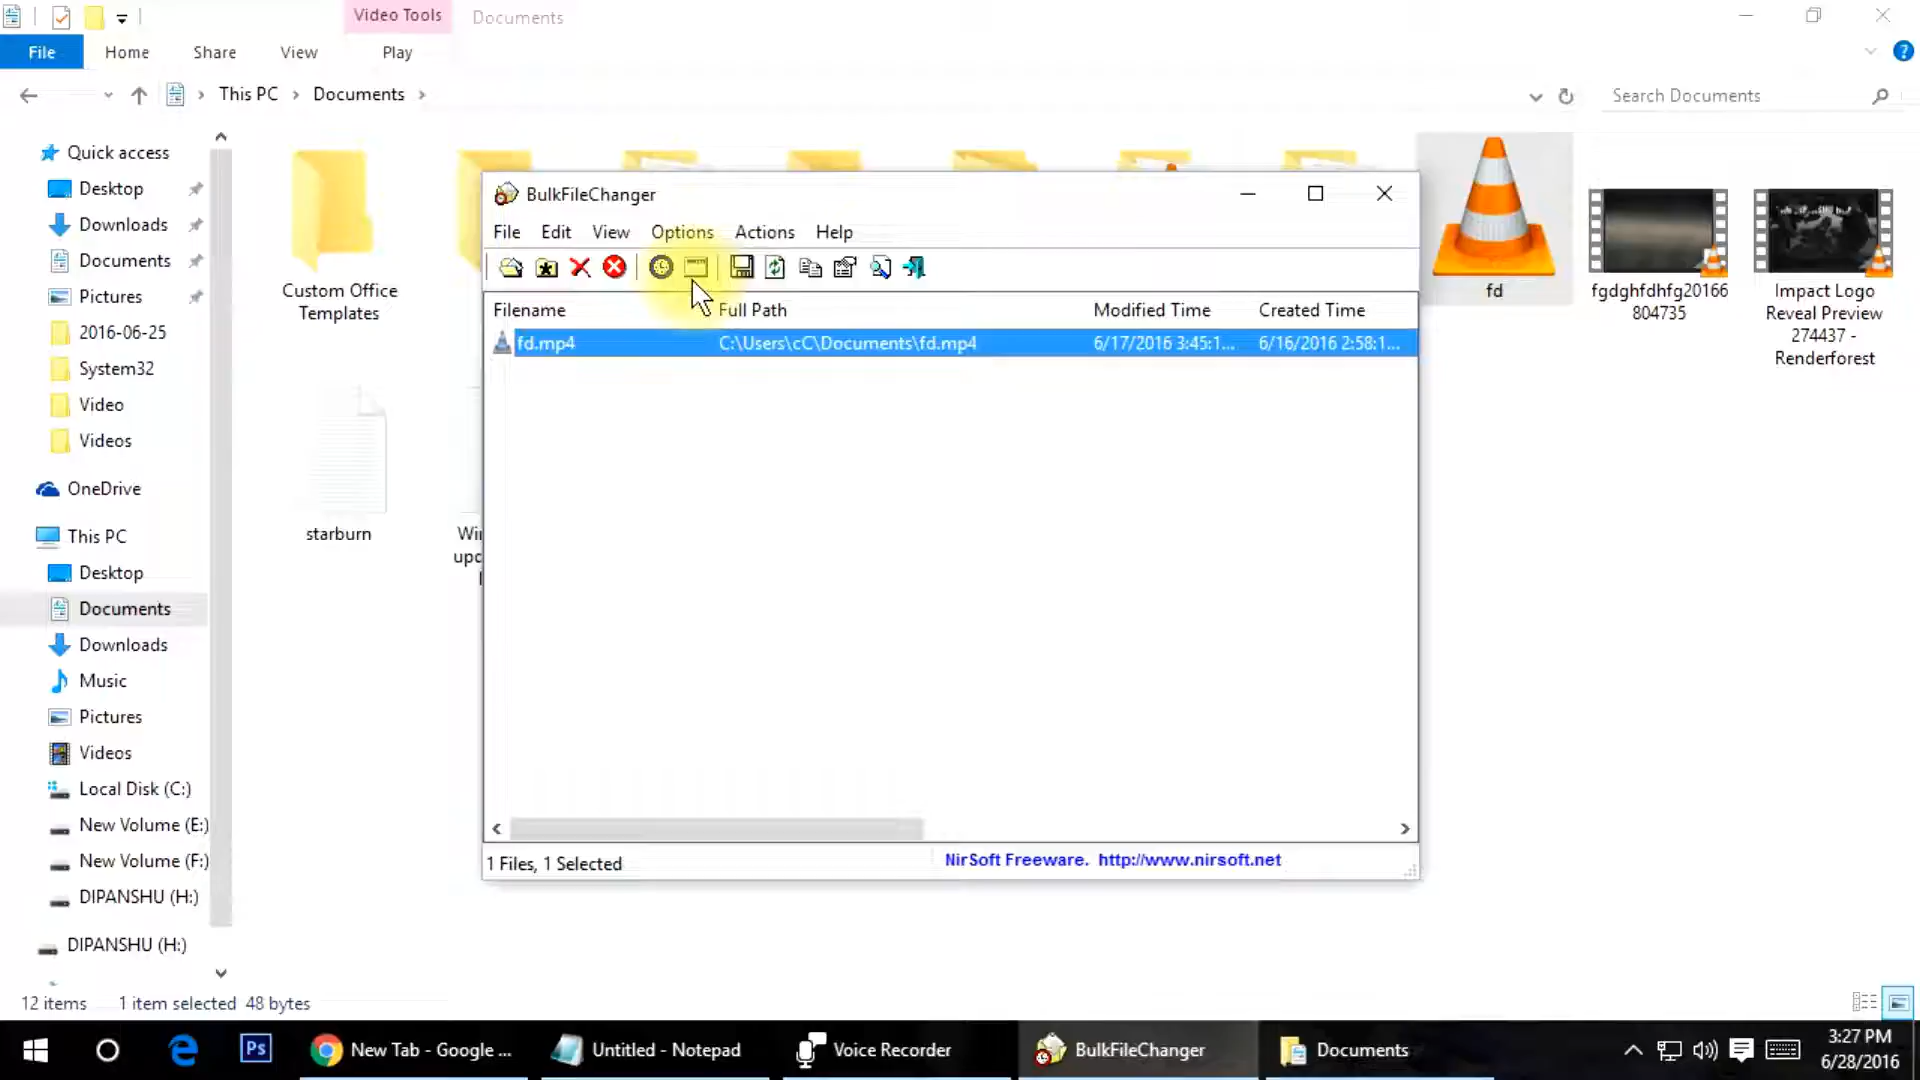 Video Tools
Documents
File
Home
Share
View
Play
This PC
Documents
Search Documents
Quick access
Desktop
Downloads
Documents
Pictures
2016-06-25
System32
Video
Videos
OneDrive
This PC
Desktop
Documents
Downloads
Music
Pictures
Videos
Local Disk (C:)
New Volume (E:)
New Volume (F:)
DIPANSHU (H:)
DIPANSHU (H:)
Custom Office
Templates
starburn
BulkFileChanger
File
Edit
View
Options
Actions
Help
Filename
Full Path
Modified Time
Created Time
fd.mp4
C:\Users\cC\Documents\fd.mp4
6/17/2016 3:45:1...
6/16/2016 2:58:1...
1 Files, 1 Selected
NirSoft Freeware. http://www.nirsoft.net
fd
fgdghfdhfg20166
804735
Impact Logo
Reveal Preview
274437 -
Renderforest
12 items
1 item selected 48 bytes
Ps
New Tab - Google ...
Untitled - Notepad
Voice Recorder
BulkFileChanger
Documents
3:27 PM
6/28/2016